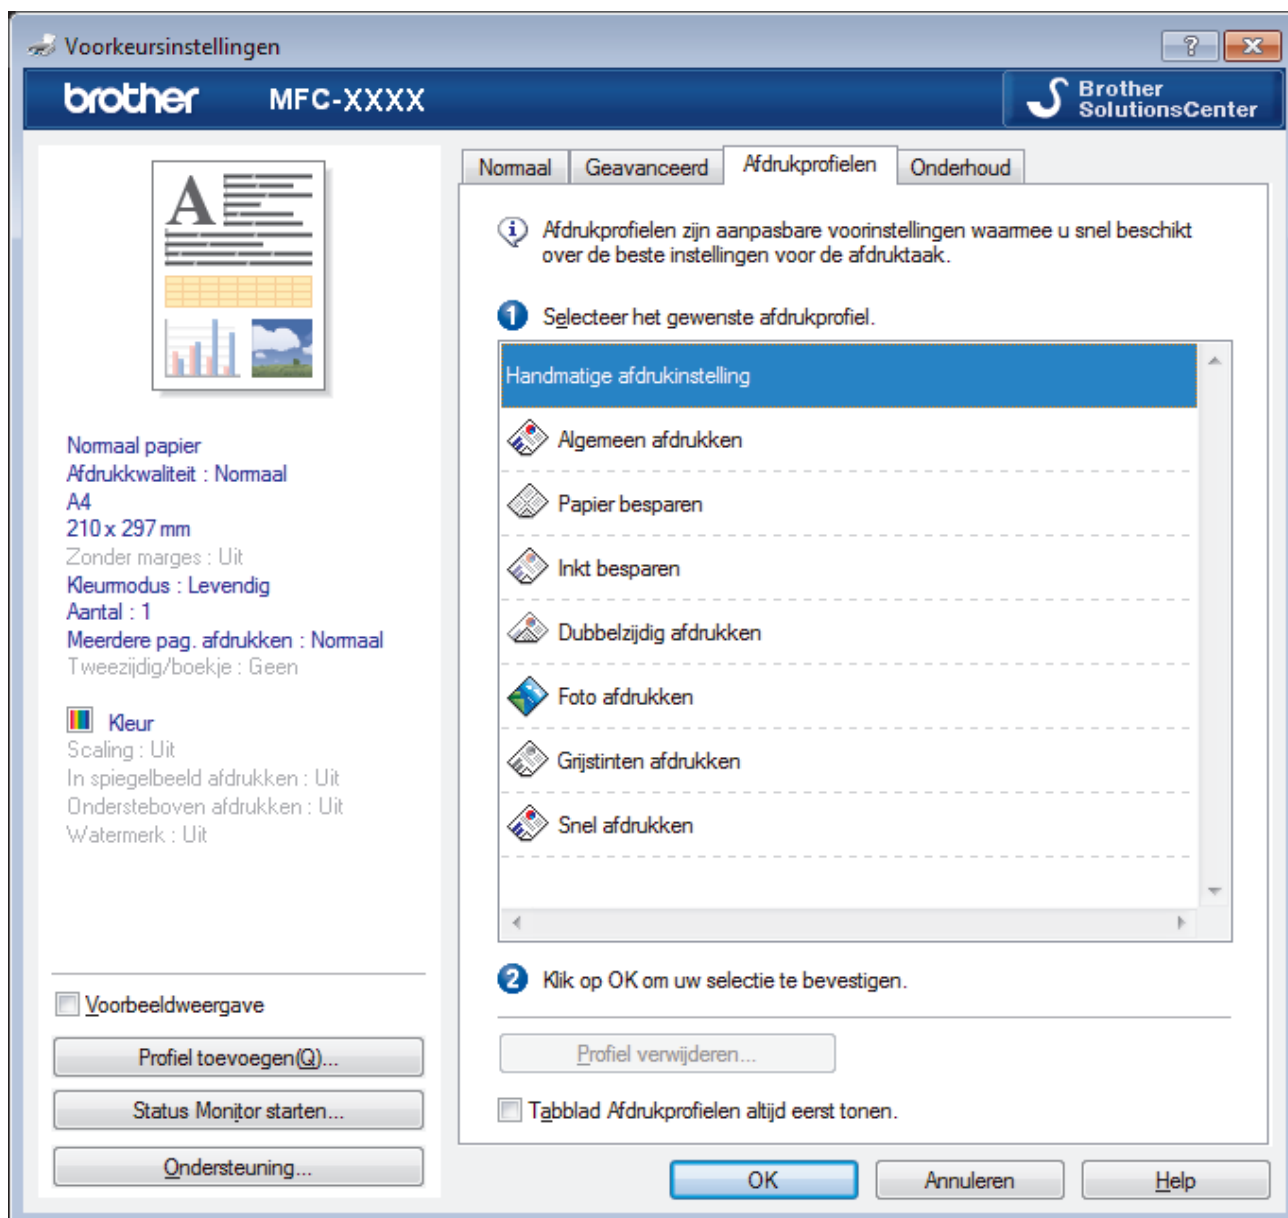 Voorkeursinstellingen
brother MFC-XXXX
Brother
SolutionsCenter
A
Normaal papier
Afdrukkwaliteit : Normaal
A4
210 x 297 mm
Zonder marges : Uit
Kleurmodus : Levendig
Aantal : 1
Meerdere pag. afdrukken : Normaal
Tweezijdig/boekje : Geen
Kleur
Scaling : Uit
In spiegelbeeld afdrukken : Uit
Ondersteboven afdrukken : Uit
Watermerk : Uit
Voorbeeldweergave
Profiel toevoegen(Q)...
Status Monitor starten...
Ondersteuning...
Normaal Geavanceerd Afdrukprofielen Onderhoud
Afdrukprofielen zijn aanpasbare voorinstellingen waarmee u snel beschikt
over de beste instellingen voor de afdruktaak.
1 Selecteer het gewenste afdrukprofiel.
Handmatige afdrukinstelling
Algemeen afdrukken
Papier besparen
Inkt besparen
Dubbelzijdig afdrukken
Foto afdrukken
Grijstinten afdrukken
Snel afdrukken
2 Klik op OK om uw selectie te bevestigen.
Profiel verwijderen...
Tabblad Afdrukprofielen altijd eerst tonen.
OK Annuleren Help